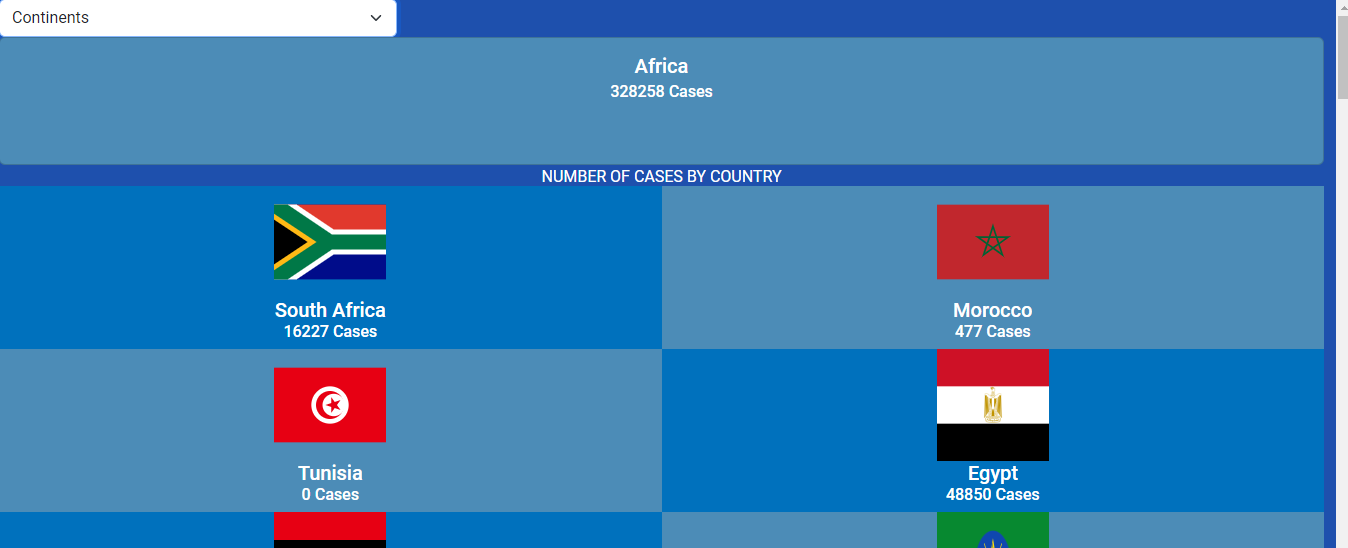 Continents
Africa
328258 Cases
NUMBER OF CASES BY COUNTRY
South Africa
16227 Cases
Morocco
477 Cases
Tunisia
0 Cases
Egypt
48850 Cases